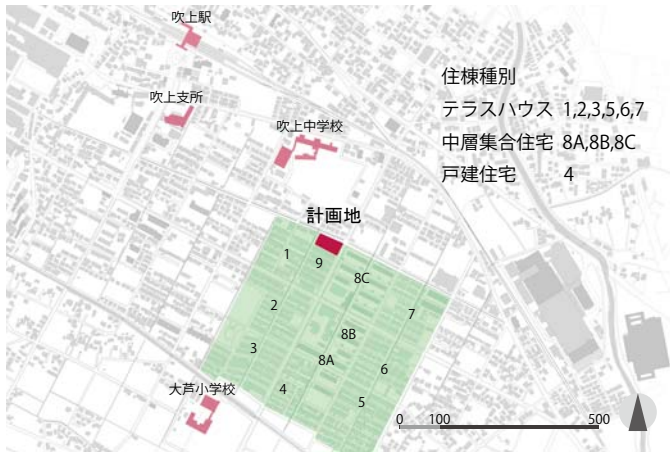 吹上駅
住棟種別
テラスハウス 1,2,3,5,6,7
吹上支所
吹上中学校
中層集合住宅 8A,8B,8C
戸建住宅 4
計画地
1
9
8C
2
7
8B
3
8A
6
大芦小学校
4
5
0 100 500